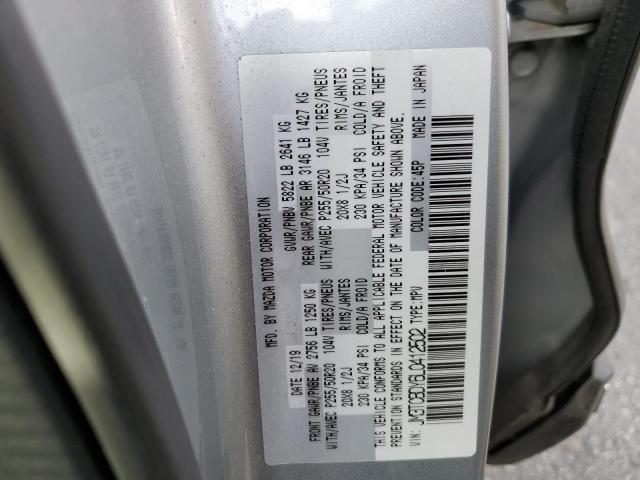 MFD. BY MAZDA MOTOR CORPORATION
DATE 12/19 GVWR/PNBV 5822 LB 2641 KG
FRONT GAWR/PNBE AV 2756 LB 1250 KG REAR GAWR/PNBE AR 3146 LB 1427 KG
WITH/AVEC P255/50R20 104V TIRES/PNEUS WITH/AVEC P255/50R20 104V TIRES/PNEUS
20X8 1/2J RIMS/JANTES 20X8 1/2J RIMS/JANTES
230 KPA/34 PSI COLD/A FROID 230 KPA/34 PSI COLD/A FROID
THIS VEHICLE CONFORMS TO ALL APPLICABLE FEDERAL MOTOR VEHICLE SAFETY AND THEFT
PREVENTION STANDARDS IN EFFECT ON THE DATE OF MANUFACTURE SHOWN ABOVE.
VIN: JM3TCBDY6L0412502 TYPE:MPV COLOR CODE:45P MADE IN JAPAN